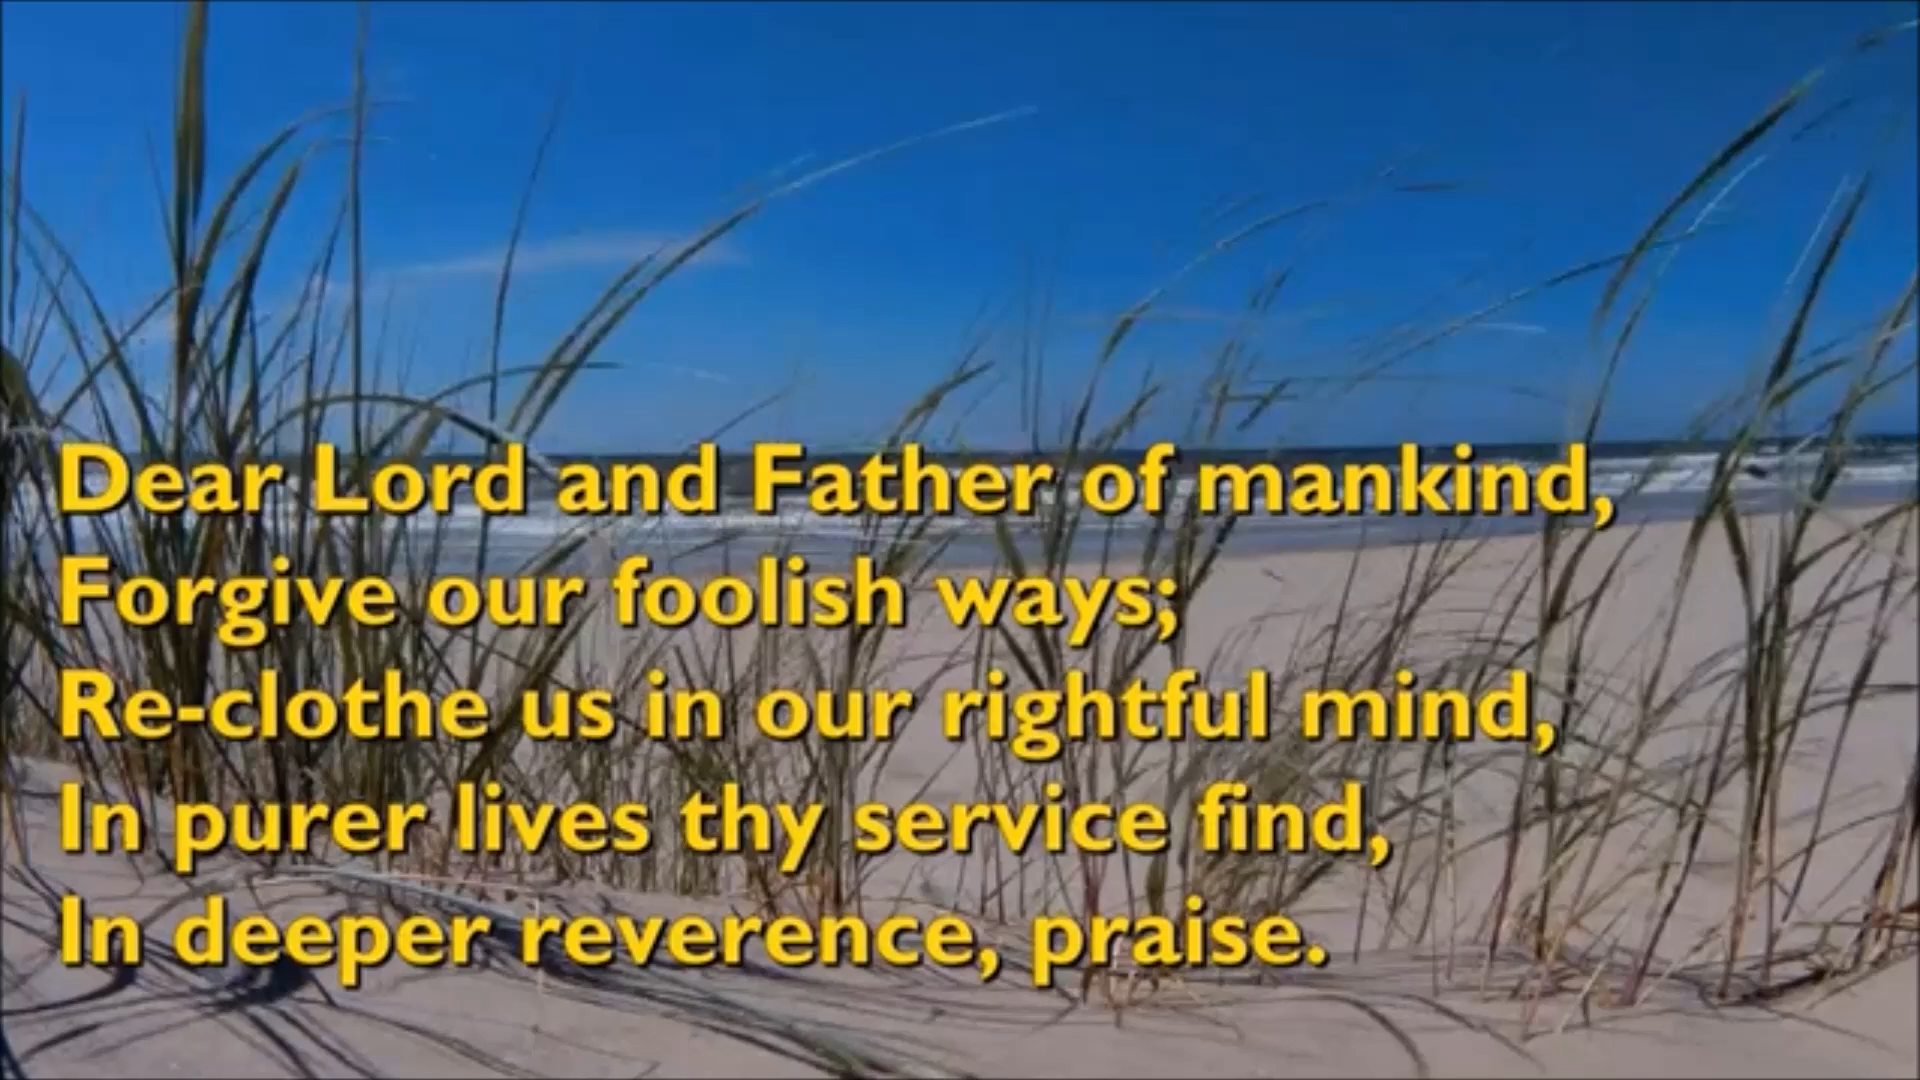 Dear Lord and Father of mankind,
Forgive our foolish ways;
Re-clothe us in our rightful mind,
In purer lives thy service find,
In deeper reverence, praise.